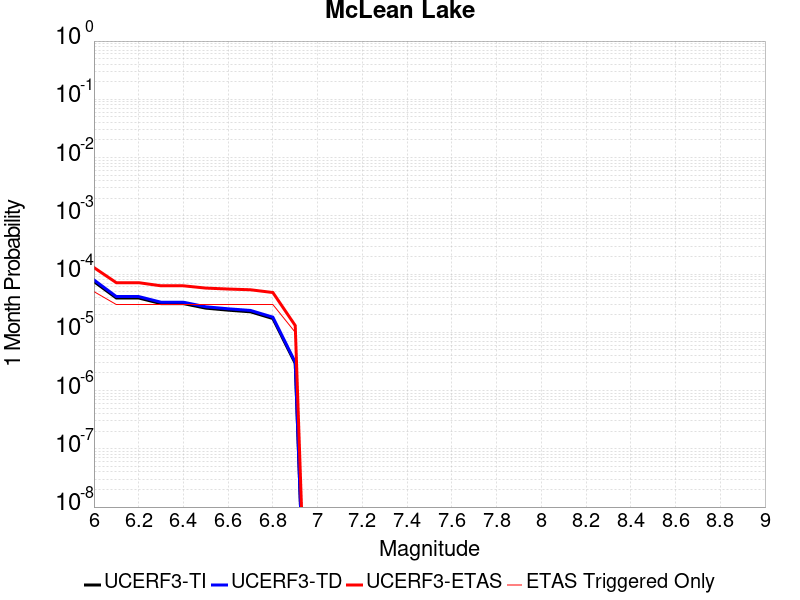 McLean Lake
1 Month Probability
10^0
10^-1
10^-2
10^-3
10^-4
10^-5
10^-6
10^-7
10^-8
6 6.2 6.4 6.6 6.8 7 7.2 7.4 7.6 7.8 8 8.2 8.4 8.6 8.8 9
Magnitude
UCERF3-TI UCERF3-TD UCERF3-ETAS ETAS Triggered Only